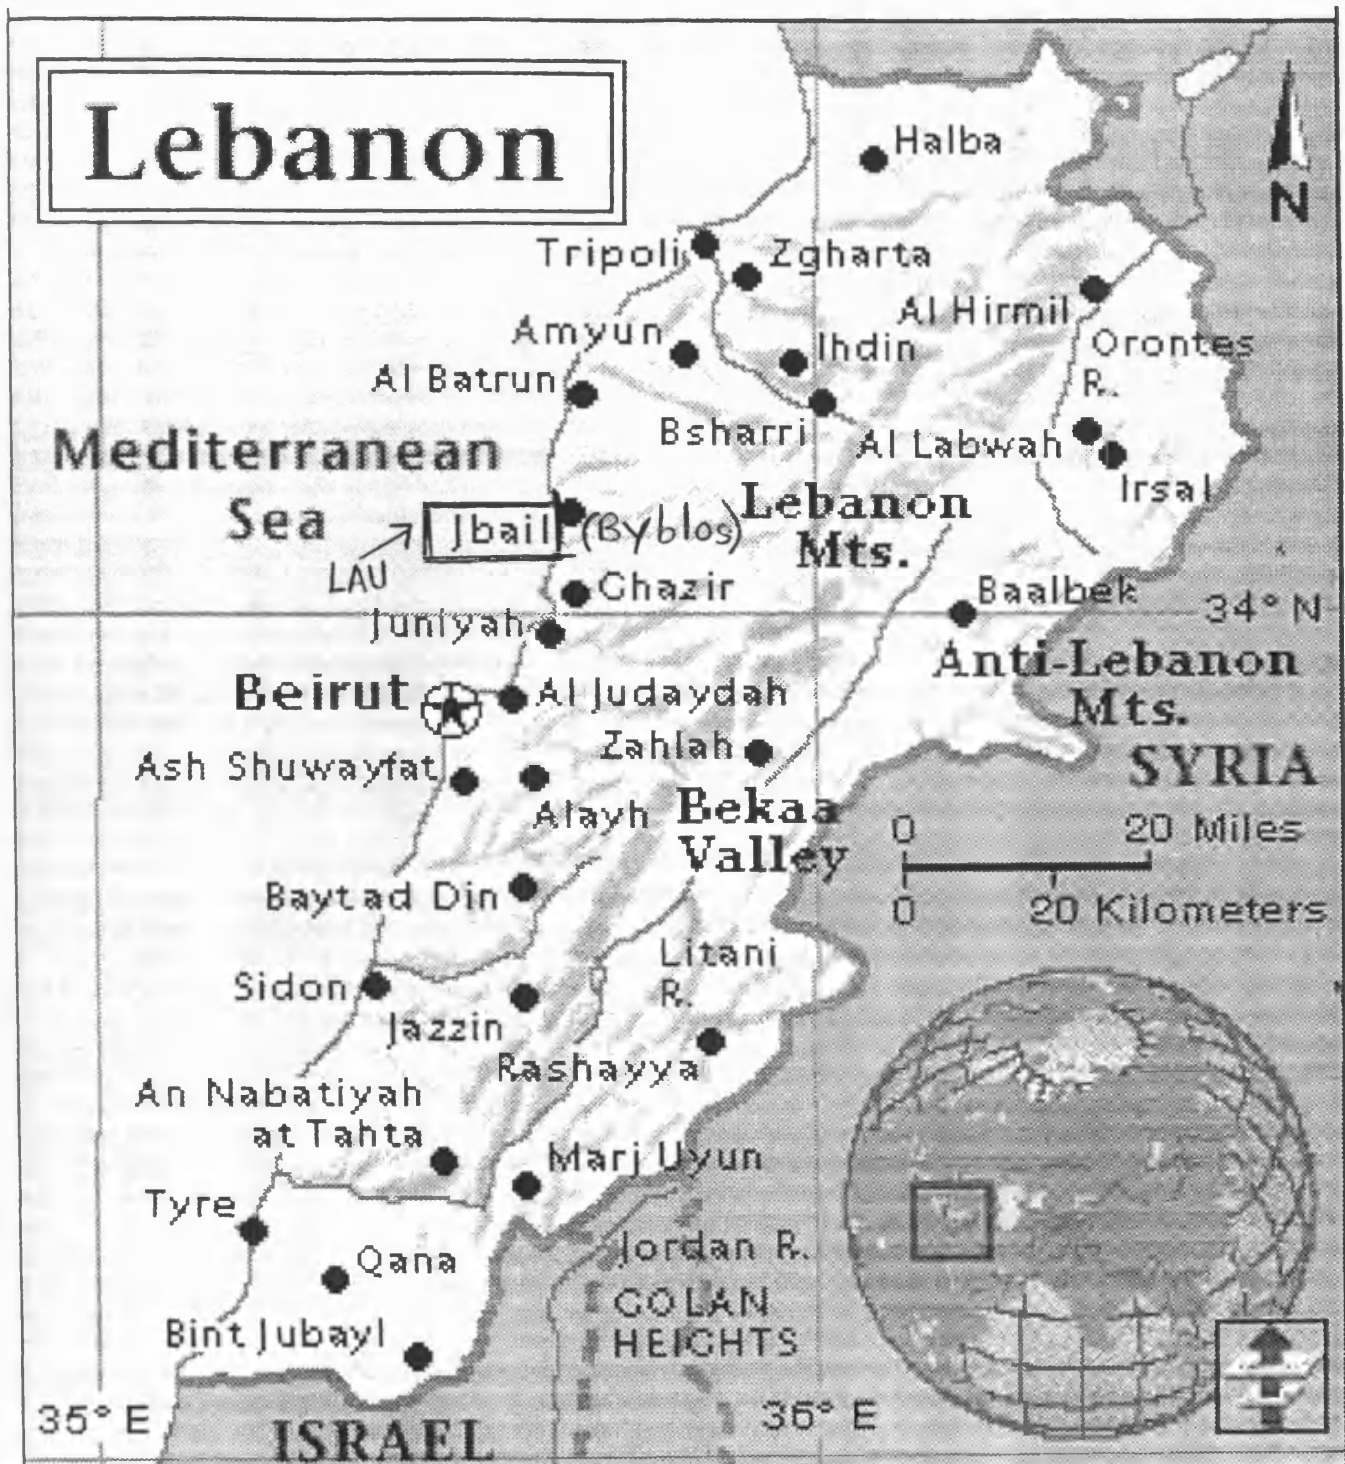 Lebanon
Halba
N
Tripoli
Zgharta
Al Hirmil
Amyun
Ihdin
Orontes
R.
Al Batrun
Bsharri
Al Labwah
Irsal
Mediterranean
Sea
Jbail
(Byblos)
LAU
Lebanon
Mts.
Ghazir
Baalbek
34° N
Juniyah
Anti-Lebanon
Mts.
Beirut
Al Judaydah
Zahlah
SYRIA
Ash Shuwayfat
Alayh
Bekaa
Valley
0 20 Miles
0 20 Kilometers
Bayt ad Din
Litani
R.
Sidon
Jazzin
Rashayya
An Nabatiyah
at Tahta
Marj Uyun
Tyre
Qana
Jordan R.
GOLAN
HEIGHTS
Bint Jubayl
35° E
36° E
ISRAEL